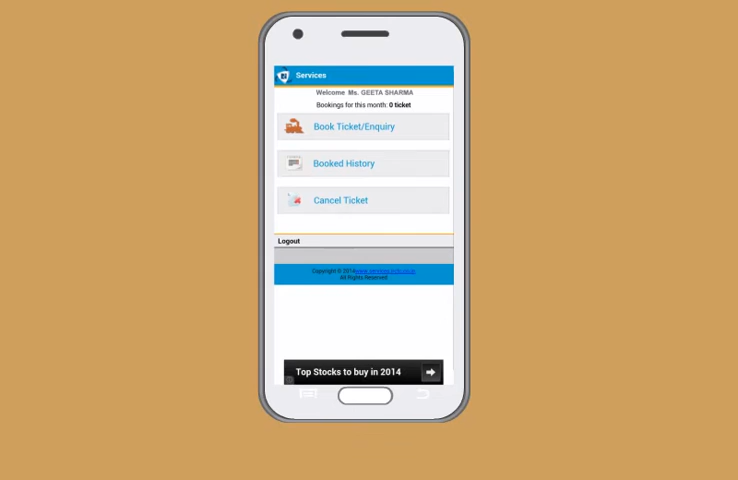 Services
Welcome Ms. GEETA SHARMA
Bookings for this month: 0 ticket
Book Ticket/Enquiry
Booked History
Cancel Ticket
Logout
Copyright © 2014
All Rights Reserved
Top Stocks to buy in 2014